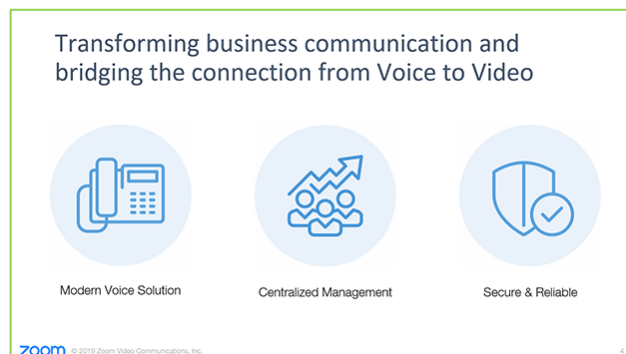 Transforming business communication and
bridging the connection from Voice to Video
Modern Voice Solution
Centralized Management
Secure & Reliable
zoom © 2019 Zoom Video Communications, Inc.
4